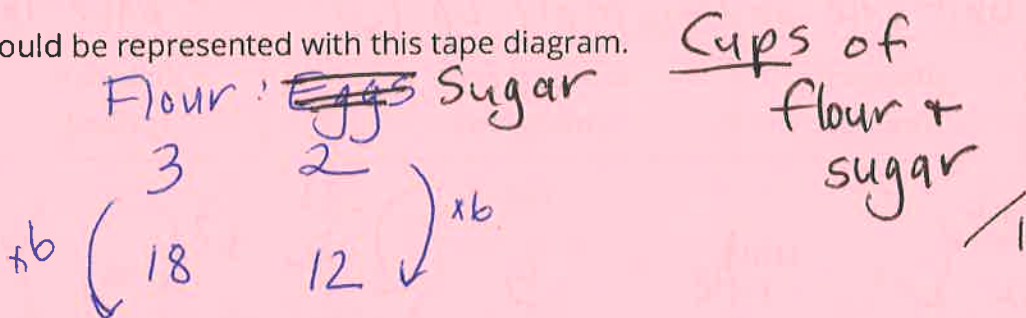 ould be represented with this tape diagram.
Cups of
flour +
sugar
Flour : Eggs Sugar
3 2
x6 x6
18 12